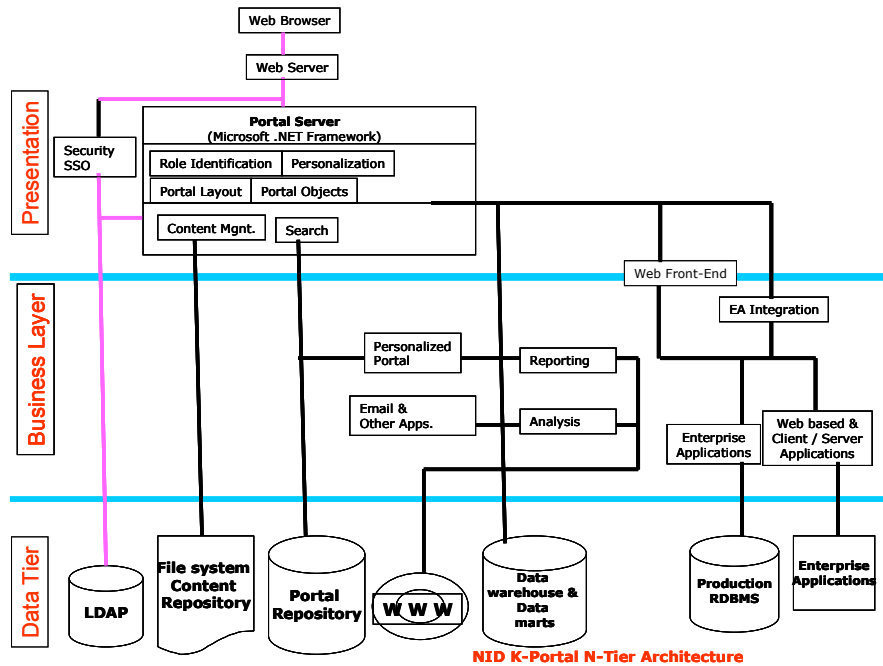 Web Browser
Web Server
Presentation
Portal Server
(Microsoft .NET Framework)
Security
SSO
Role Identification
Personalization
Portal Layout
Portal Objects
Content Mgnt.
Search
Web Front-End
EA Integration
Business Layer
Personalized
Portal
Reporting
Email &
Other Apps.
Analysis
Enterprise
Applications
Web based &
Client / Server
Applications
Data Tier
LDAP
File system
Content
Repository
Portal
Repository
W W W
Data
warehouse &
Data
marts
Production
RDBMS
Enterprise
Applications
NID K-Portal N-Tier Architecture